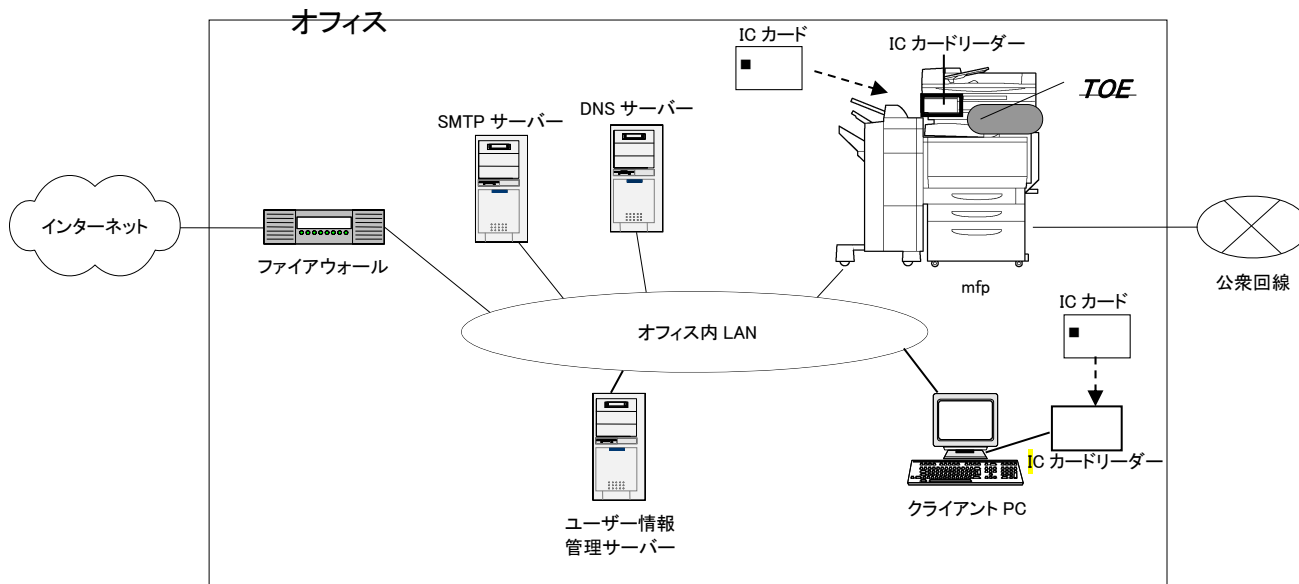 オフィス
IC カード
IC カードリーダー
TOE
DNS サーバー
SMTP サーバー
インターネット
ファイアウォール
mfp
公衆回線
IC カード
オフィス内 LAN
IC カードリーダー
クライアント PC
ユーザー情報
管理サーバー